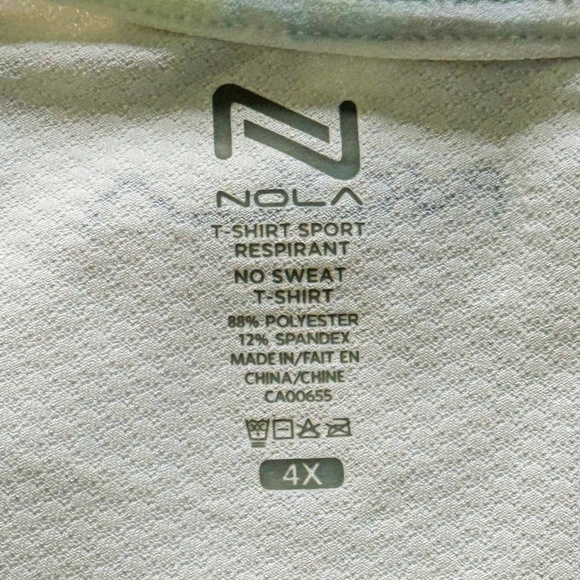 NOLA
T-SHIRT SPORT
RESPIRANT
NO SWEAT
T-SHIRT
88% POLYESTER
12% SPANDEX
MADE IN/FAIT EN
CHINA/CHINE
CA00655
4X